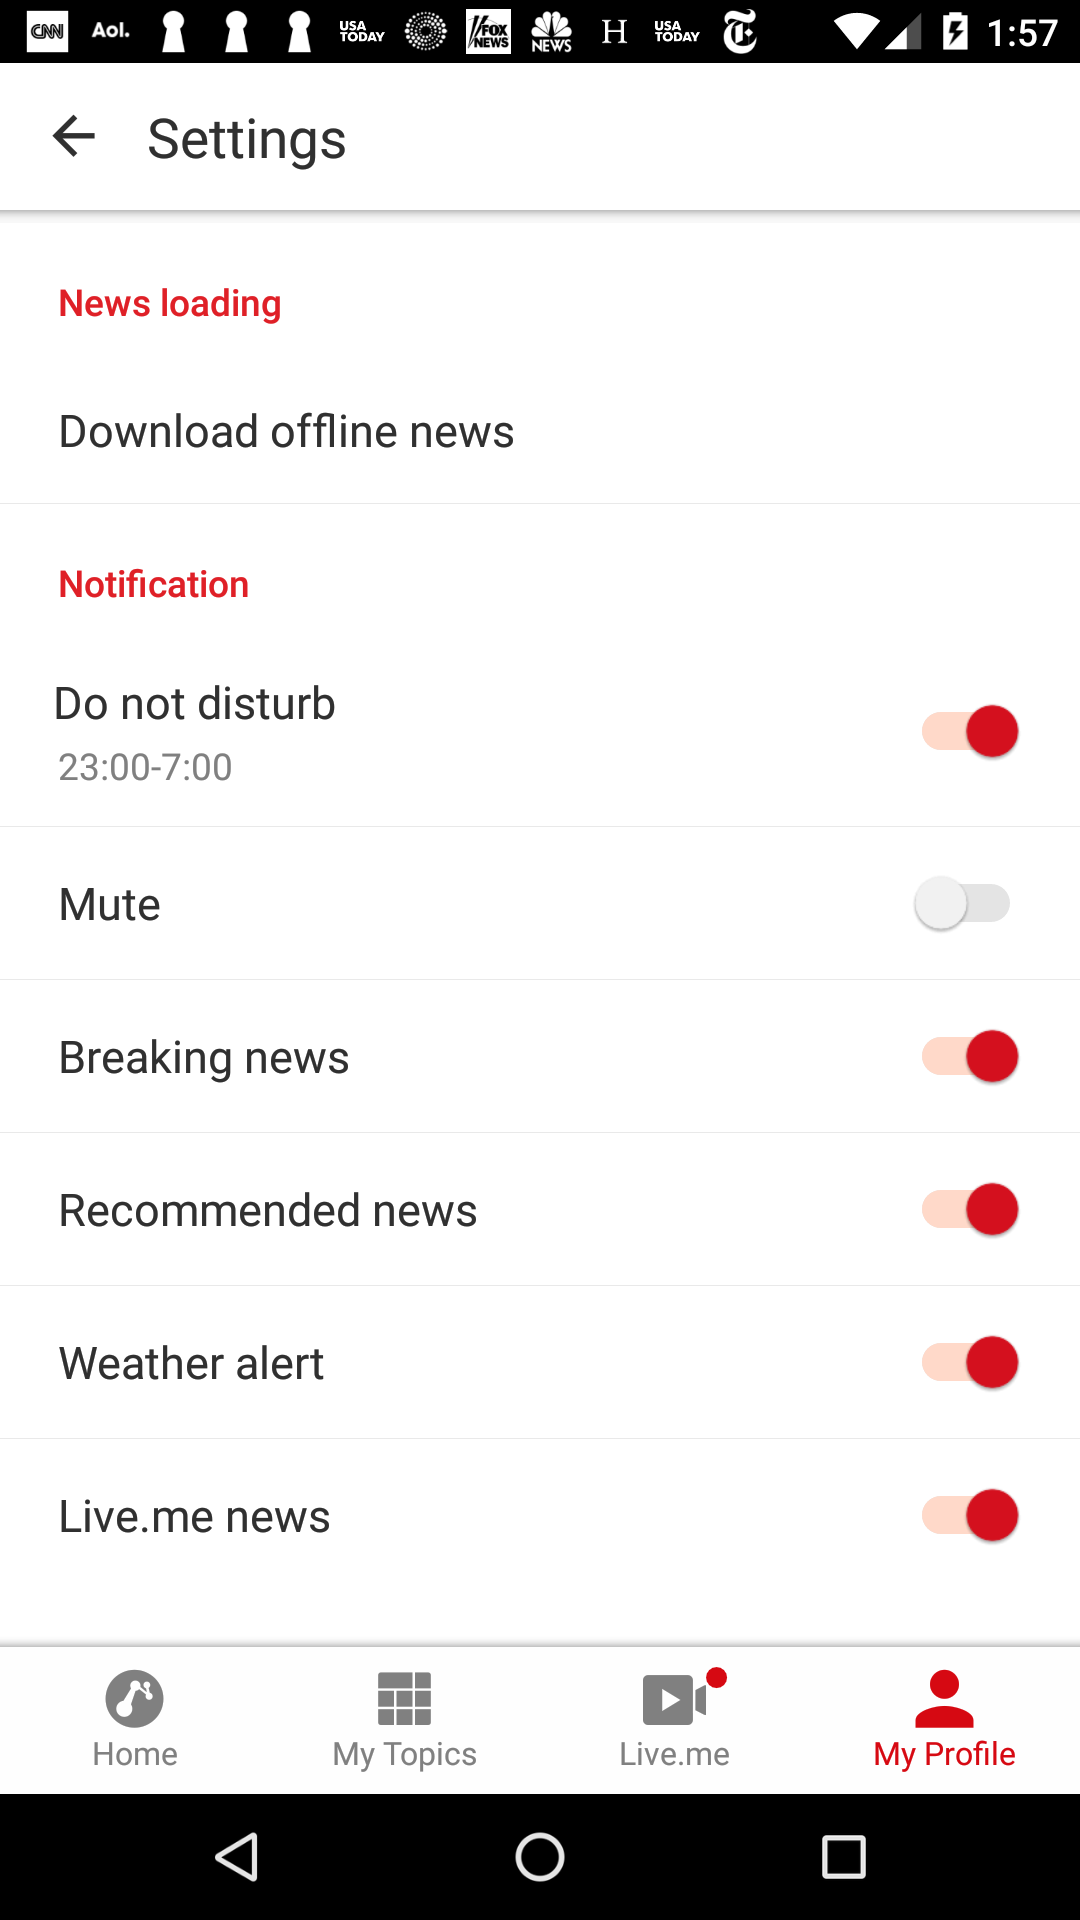 CNN Aol. USA TODAY FOX NEWS NEWS H USA TODAY T 1:57
Settings
News loading
Download offline news
Notification
Do not disturb
23:00-7:00
Mute
Breaking news
Recommended news
Weather alert
Live.me news
Home My Topics Live.me My Profile